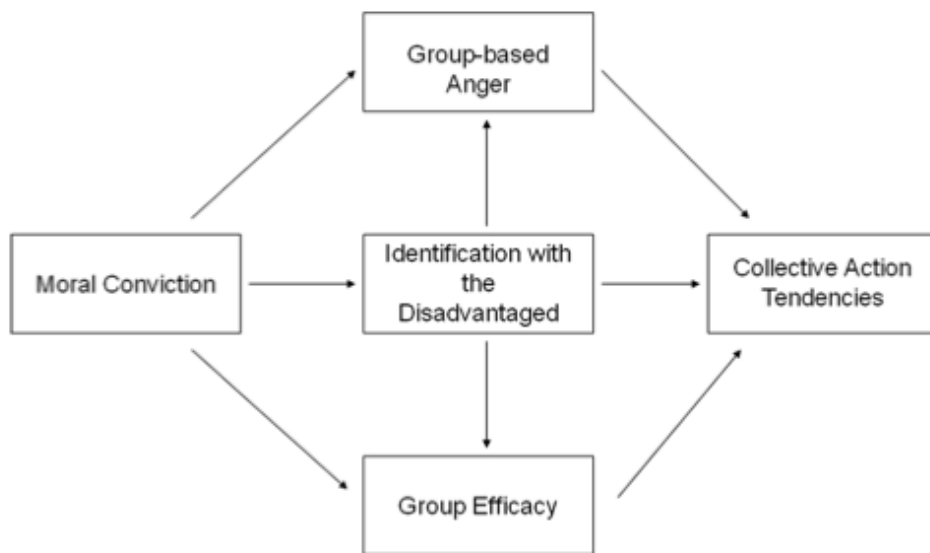 Group-based
Anger
Moral Conviction
Identification with
the
Disadvantaged
Collective Action
Tendencies
Group Efficacy